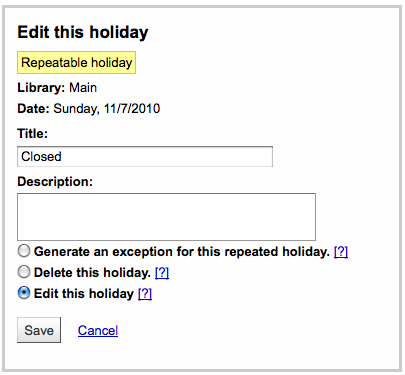 Edit this holiday
Repeatable holiday
Library: Main
Date: Sunday, 11/7/2010
Title:
Closed
Description:
Generate an exception for this repeated holiday. [?]
Delete this holiday. [?]
Edit this holiday [?]
Save Cancel